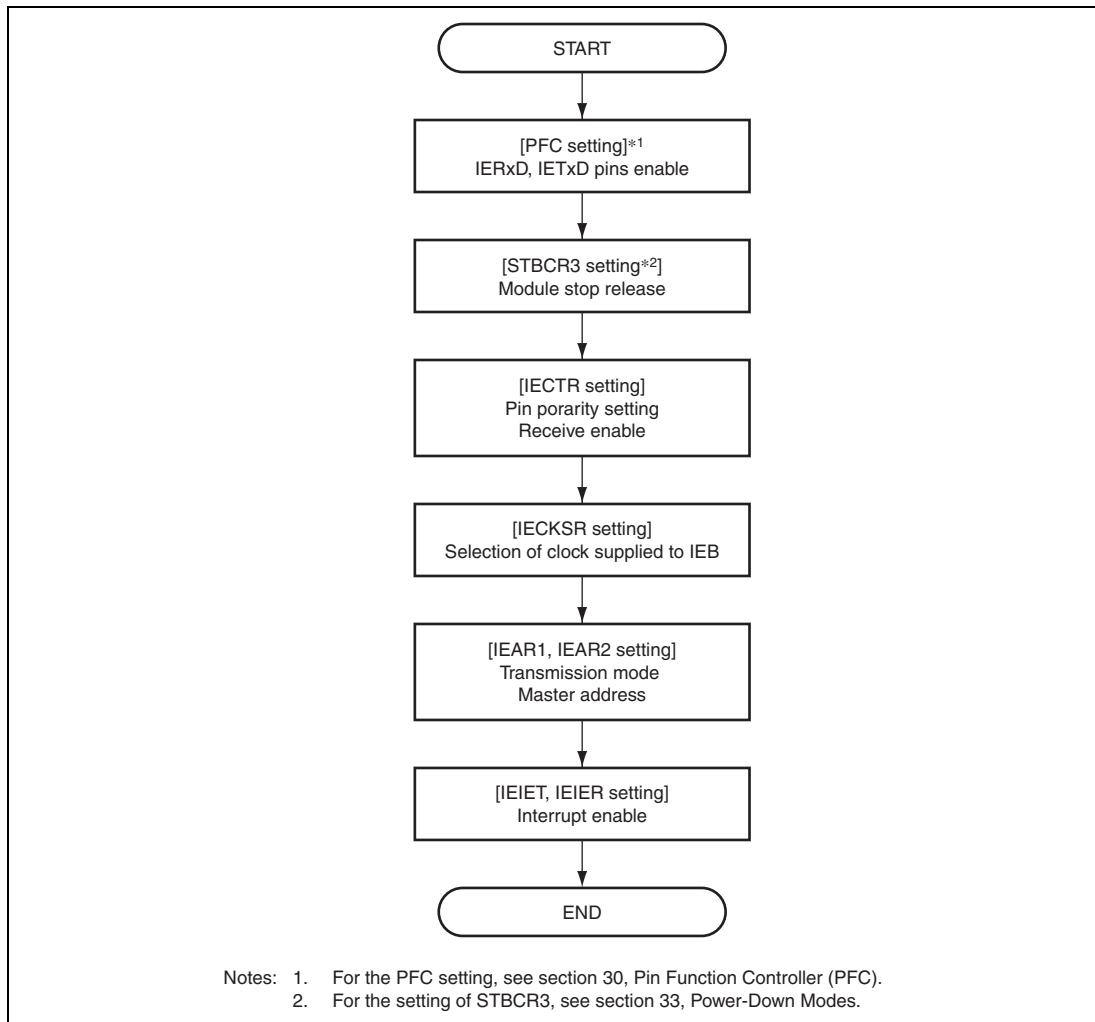 START
[PFC setting]*1
IERxD, IETxD pins enable
[STBCR3 setting*2]
Module stop release
[IECTR setting]
Pin porarity setting
Receive enable
[IECKSR setting]
Selection of clock supplied to IEB
[IEAR1, IEAR2 setting]
Transmission mode
Master address
[IEIET, IEIER setting]
Interrupt enable
END
Notes: 1. For the PFC setting, see section 30, Pin Function Controller (PFC).
2. For the setting of STBCR3, see section 33, Power-Down Modes.